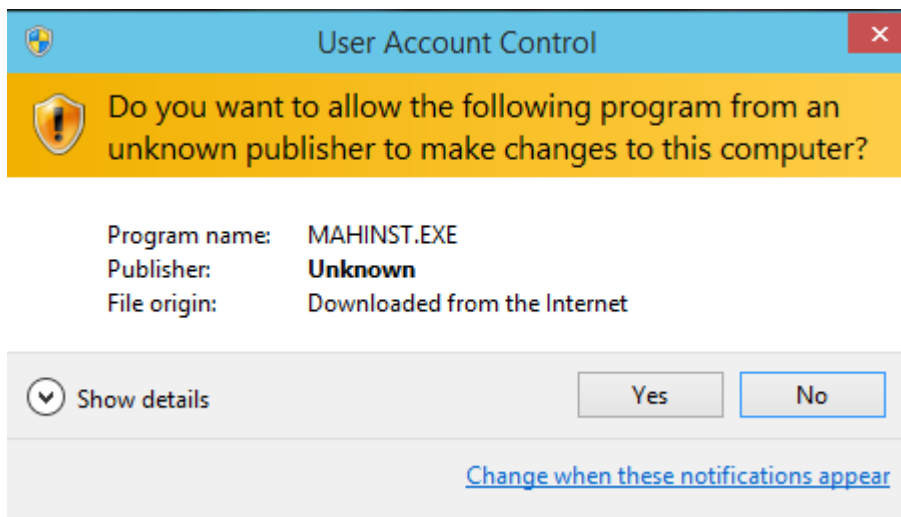 User Account Control
Do you want to allow the following program from an
unknown publisher to make changes to this computer?
Program name: MAHINST.EXE
Publisher: Unknown
File origin: Downloaded from the Internet
Show details Yes No
Change when these notifications appear